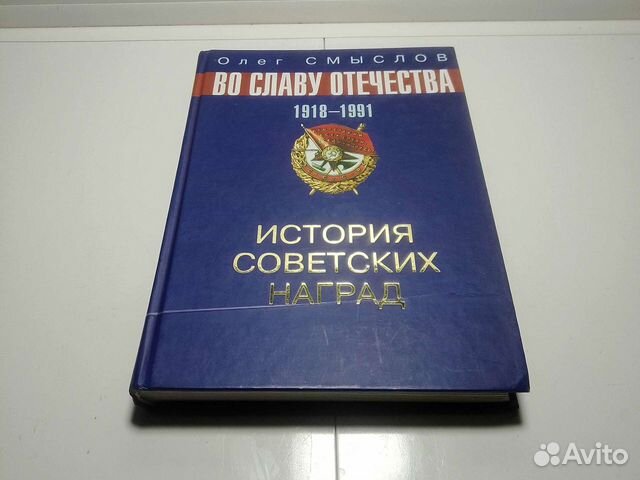 Олег СМЫСЛОВ
ВО СЛАВУ ОТЕЧЕСТВА
1918–1991
ИСТОРИЯ
СОВЕТСКИХ
НАГРАД
Avito